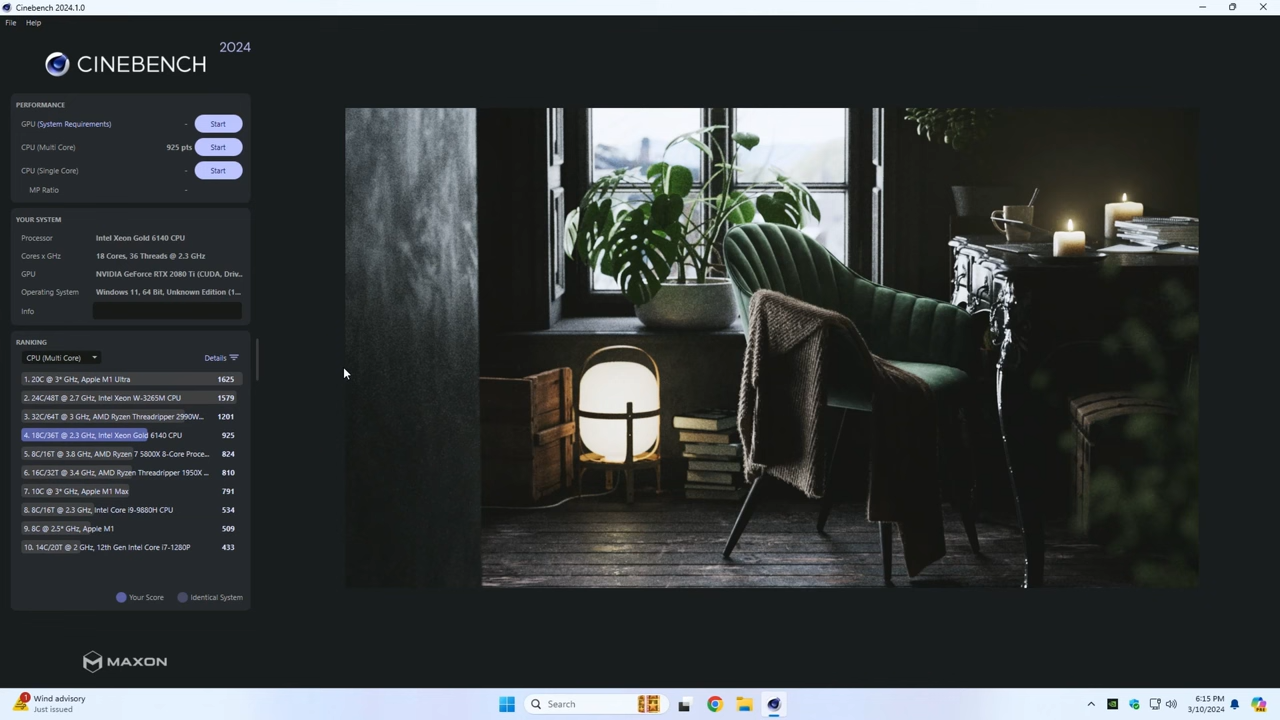 Cinebench 2024.1.0
File Help
CINEBENCH 2024
PERFORMANCE
GPU (System Requirements) - Start
CPU (Multi Core) 925 pts Start
CPU (Single Core) - Start
MP Ratio -
YOUR SYSTEM
Processor Intel Xeon Gold 6140 CPU
Cores x GHz 18 Cores, 36 Threads @ 2.3 GHz
GPU NVIDIA GeForce RTX 2080 Ti (CUDA, Driv...
Operating System Windows 11, 64 Bit, Unknown Edition (1...
Info
RANKING
CPU (Multi Core) Details
1. 20C @ 3* GHz, Apple M1 Ultra 1625
2. 24C/48T @ 2.7 GHz, Intel Xeon W-3265M CPU 1579
3. 32C/64T @ 3 GHz, AMD Ryzen Threadripper 2990W... 1201
4. 18C/36T @ 2.3 GHz, Intel Xeon Gold 6140 CPU 925
5. 8C/16T @ 3.8 GHz, AMD Ryzen 7 5800X 8-Core Proce... 824
6. 16C/32T @ 3.4 GHz, AMD Ryzen Threadripper 1950X ... 810
7. 10C @ 3* GHz, Apple M1 Max 791
8. 8C/16T @ 2.3 GHz, Intel Core i9-9880H CPU 534
9. 8C @ 2.5* GHz, Apple M1 509
10. 14C/20T @ 2 GHz, 12th Gen Intel Core i7-1280P 433
Your Score Identical System
MAXON
1 Wind advisory
Just issued
Search
6:15 PM
3/10/2024